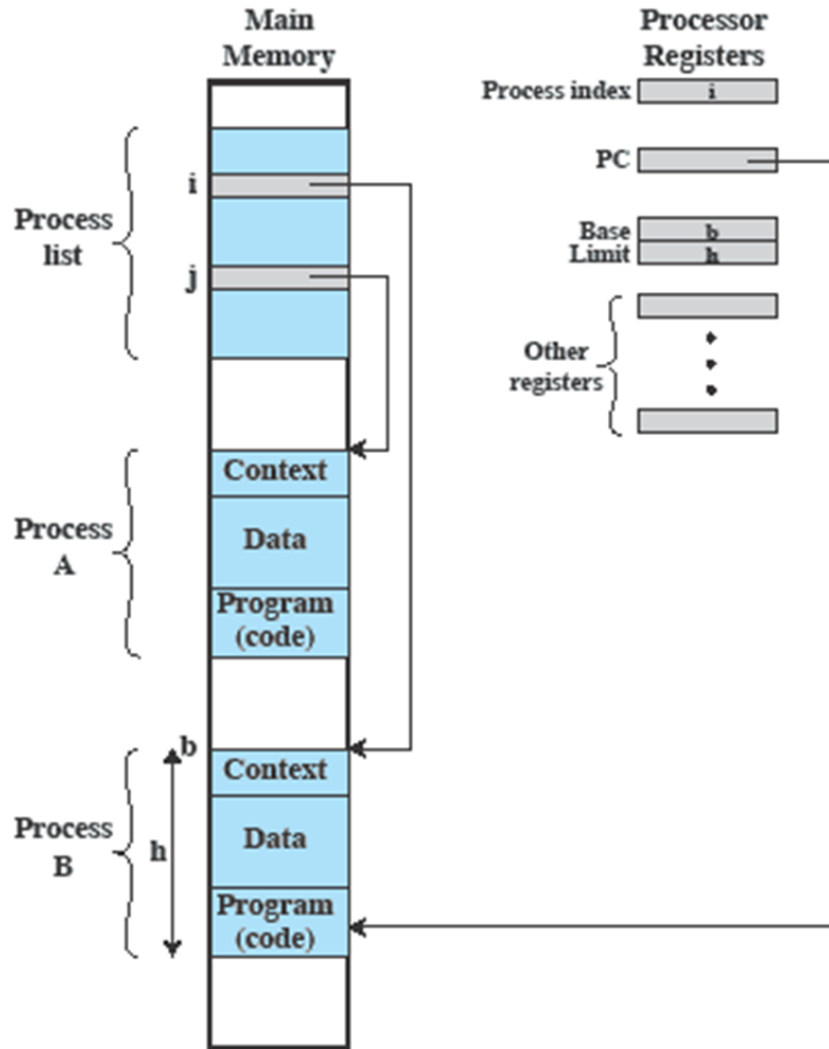 Main
Memory
Processor
Registers
Process index
i
PC
Base
b
Limit
h
Other
registers
i
Process
list
j
Context
Process
A
Data
Program
(code)
b
Context
Process
B
h
Data
Program
(code)